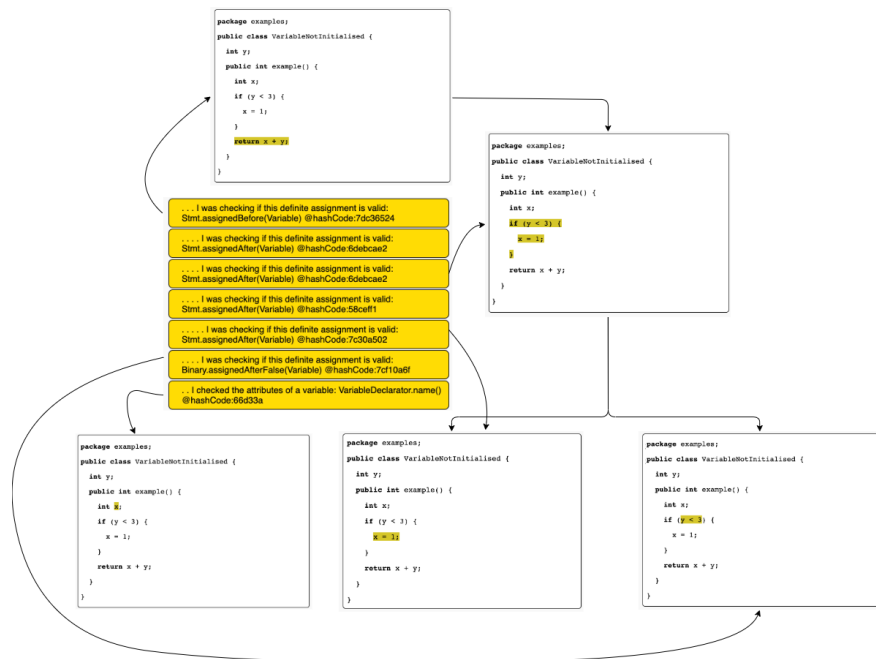 package examples;
public class VariableNotInitialised {
int y;
public int example() {
int x;
if (y < 3) {
x = 1;
}
return x + y;
}
}
package examples;
public class VariableNotInitialised {
int y;
public int example() {
int x;
if (y < 3) {
x = 1;
}
return x + y;
}
}
. . . I was checking if this definite assignment is valid:
Stmt.assignedBefore(Variable) @hashCode:7dc36524
. . . . I was checking if this definite assignment is valid:
Stmt.assignedAfter(Variable) @hashCode:6debcae2
. . . . I was checking if this definite assignment is valid:
Stmt.assignedAfter(Variable) @hashCode:6debcae2
. . . . I was checking if this definite assignment is valid:
Stmt.assignedAfter(Variable) @hashCode:58ceff1
. . . . . I was checking if this definite assignment is valid:
Stmt.assignedAfter(Variable) @hashCode:7c30a502
. . . . I was checking if this definite assignment is valid:
Binary.assignedAfterFalse(Variable) @hashCode:7cf10a6f
. . I checked the attributes of a variable: VariableDeclarator.name()
@hashCode:66d33a
package examples;
public class VariableNotInitialised {
int y;
public int example() {
int x;
if (y < 3) {
x = 1;
}
return x + y;
}
}
package examples;
public class VariableNotInitialised {
int y;
public int example() {
int x;
if (y < 3) {
x = 1;
}
return x + y;
}
}
package examples;
public class VariableNotInitialised {
int y;
public int example() {
int x;
if (y < 3) {
x = 1;
}
return x + y;
}
}